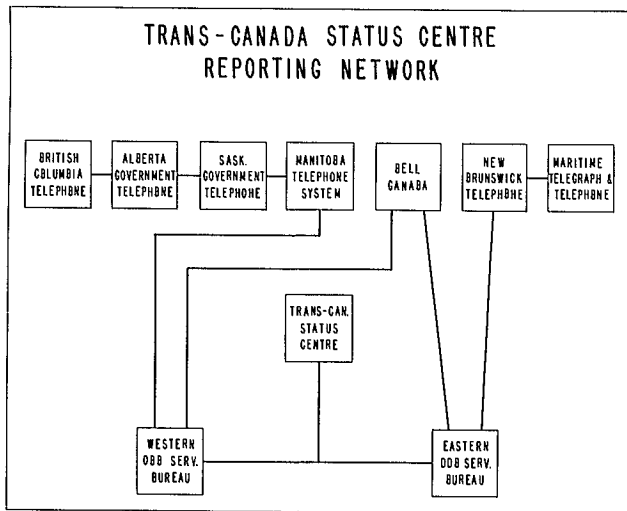 TRANS-CANADA STATUS CENTRE
REPORTING NETWORK
BRITISH
COLUMBIA
TELEPHONE
ALBERTA
GOVERNMENT
TELEPHONE
SASK.
GOVERNMENT
TELEPHONE
MANITOBA
TELEPHONE
SYSTEM
BELL
CANADA
NEW
BRUNSWICK
TELEPHONE
MARITIME
TELEGRAPH &
TELEPHONE
TRANS-CAN.
STATUS
CENTRE
WESTERN
DDD SERV.
BUREAU
EASTERN
DDD SERV.
BUREAU